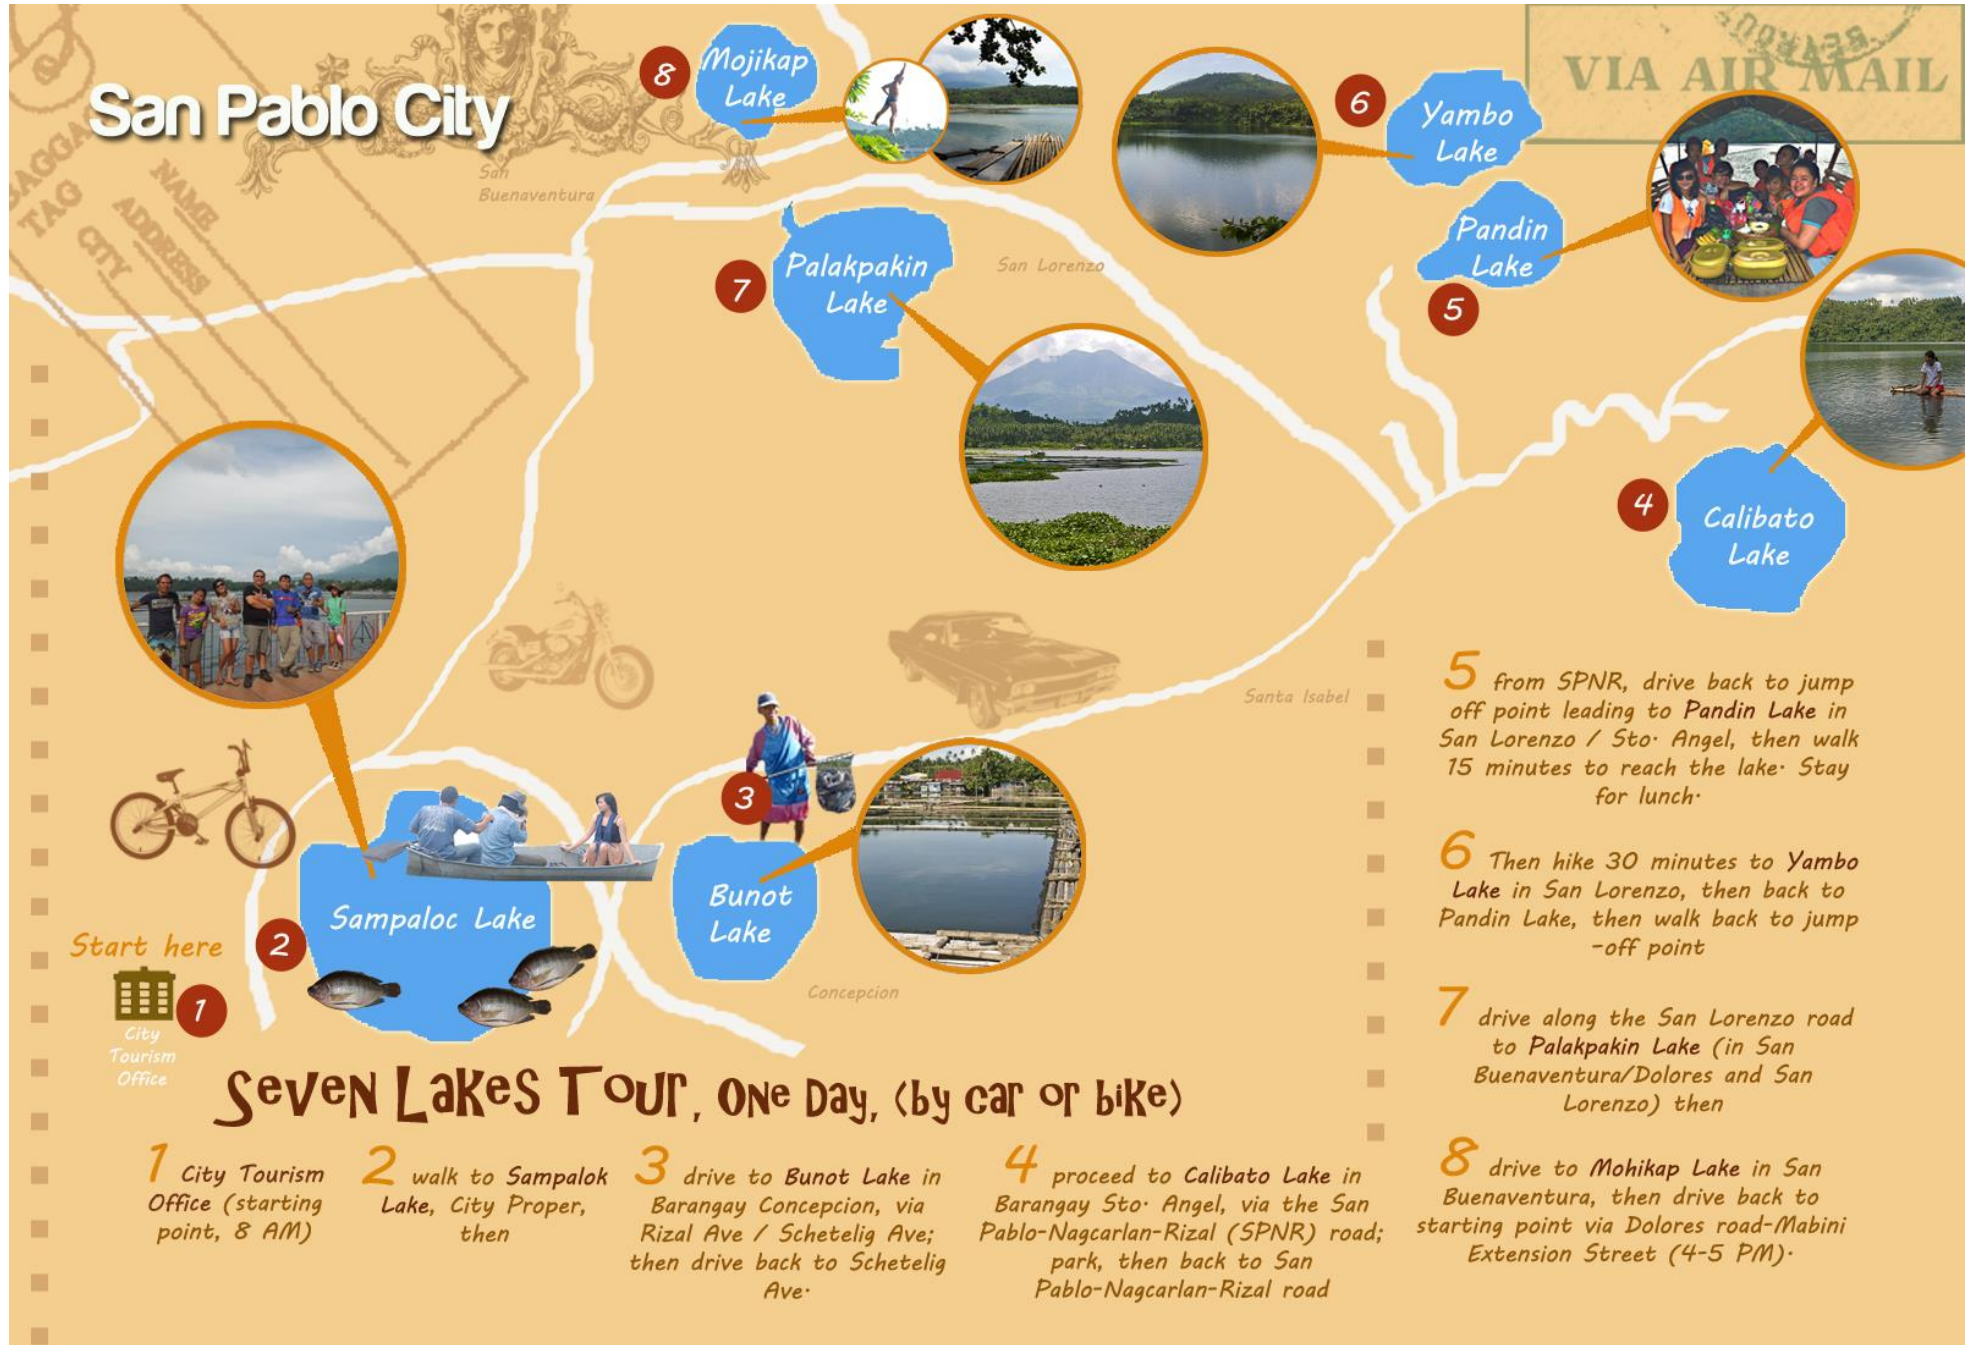 San Pablo City
VIA AIR MAIL
BAGGA
TAG
NAME
ADDRESS
CITY
8
Mojikap
Lake
San
Buenaventura
6
Yambo
Lake
Pandin
Lake
5
7
Palakpakin
Lake
San Lorenzo
4
Calibato
Lake
Santa Isabel
3
Bunot
Lake
Sampaloc Lake
2
Start here
1
City
Tourism
Office
Concepcion
Seven Lakes Tour, One Day, (by car or bike)
1 City Tourism
Office (starting
point, 8 AM)
2 walk to Sampalok
Lake, City Proper,
then
3 drive to Bunot Lake in
Barangay Concepcion, via
Rizal Ave / Schetelig Ave;
then drive back to Schetelig
Ave.
4 proceed to Calibato Lake in
Barangay Sto. Angel, via the San
Pablo-Nagcarlan-Rizal (SPNR) road;
park, then back to San
Pablo-Nagcarlan-Rizal road
5 from SPNR, drive back to jump
off point leading to Pandin Lake in
San Lorenzo / Sto. Angel, then walk
15 minutes to reach the lake. Stay
for lunch.
6 Then hike 30 minutes to Yambo
Lake in San Lorenzo, then back to
Pandin Lake, then walk back to jump
-off point
7 drive along the San Lorenzo road
to Palakpakin Lake (in San
Buenaventura/Dolores and San
Lorenzo) then
8 drive to Mohikap Lake in San
Buenaventura, then drive back to
starting point via Dolores road-Mabini
Extension Street (4-5 PM).